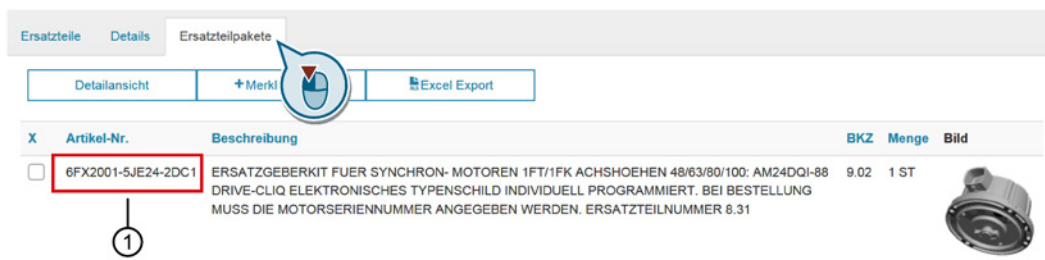 Ersatzteile Details Ersatzteilpakete
Detailansicht +Merkl Excel Export
X Artikel-Nr. Beschreibung BKZ Menge Bild
6FX2001-5JE24-2DC1 ERSATZGEBERKIT FUER SYNCHRON- MOTOREN 1FT/1FK ACHSHOEHEN 48/63/80/100: AM24DQI-88 9.02 1 ST
DRIVE-CLIQ ELEKTRONISCHES TYPENSCHILD INDIVIDUELL PROGRAMMIERT. BEI BESTELLUNG
MUSS DIE MOTORSERIENNUMMER ANGEGEBEN WERDEN. ERSATZTEILNUMMER 8.31
1